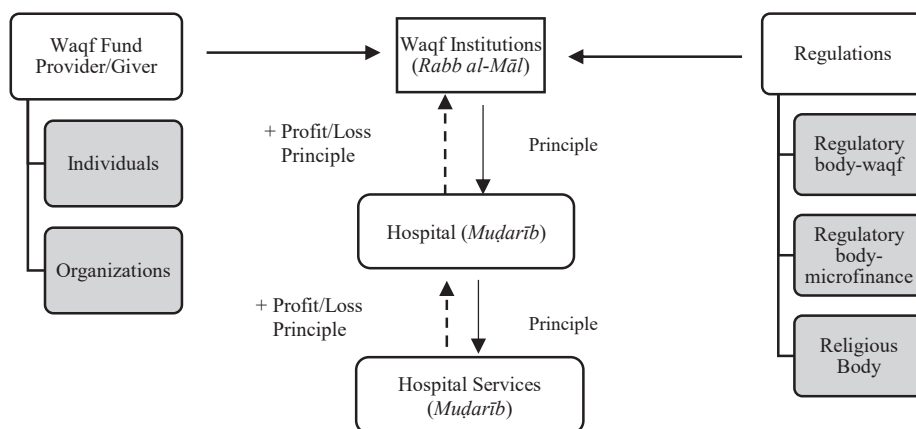 Waqf Fund
Provider/Giver
Individuals
Organizations
Waqf Institutions
(Rabb al-Māl)
+ Profit/Loss
Principle
Principle
Hospital (Muḍarīb)
+ Profit/Loss
Principle
Principle
Hospital Services
(Muḍarīb)
Regulations
Regulatory
body-waqf
Regulatory
body-
microfinance
Religious
Body